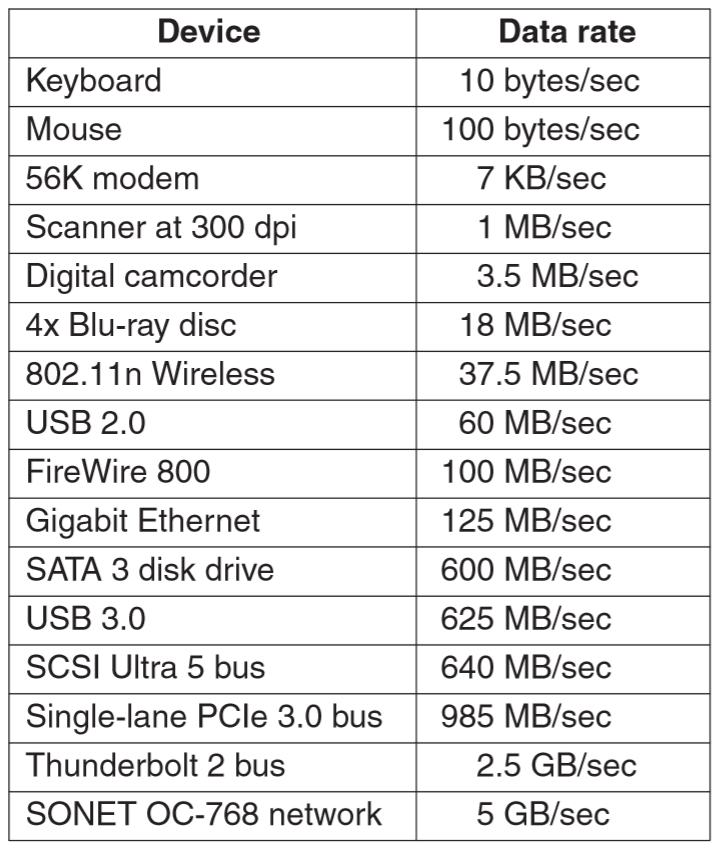 Device Data rate
Keyboard 10 bytes/sec
Mouse 100 bytes/sec
56K modem 7 KB/sec
Scanner at 300 dpi 1 MB/sec
Digital camcorder 3.5 MB/sec
4x Blu-ray disc 18 MB/sec
802.11n Wireless 37.5 MB/sec
USB 2.0 60 MB/sec
FireWire 800 100 MB/sec
Gigabit Ethernet 125 MB/sec
SATA 3 disk drive 600 MB/sec
USB 3.0 625 MB/sec
SCSI Ultra 5 bus 640 MB/sec
Single-lane PCIe 3.0 bus 985 MB/sec
Thunderbolt 2 bus 2.5 GB/sec
SONET OC-768 network 5 GB/sec